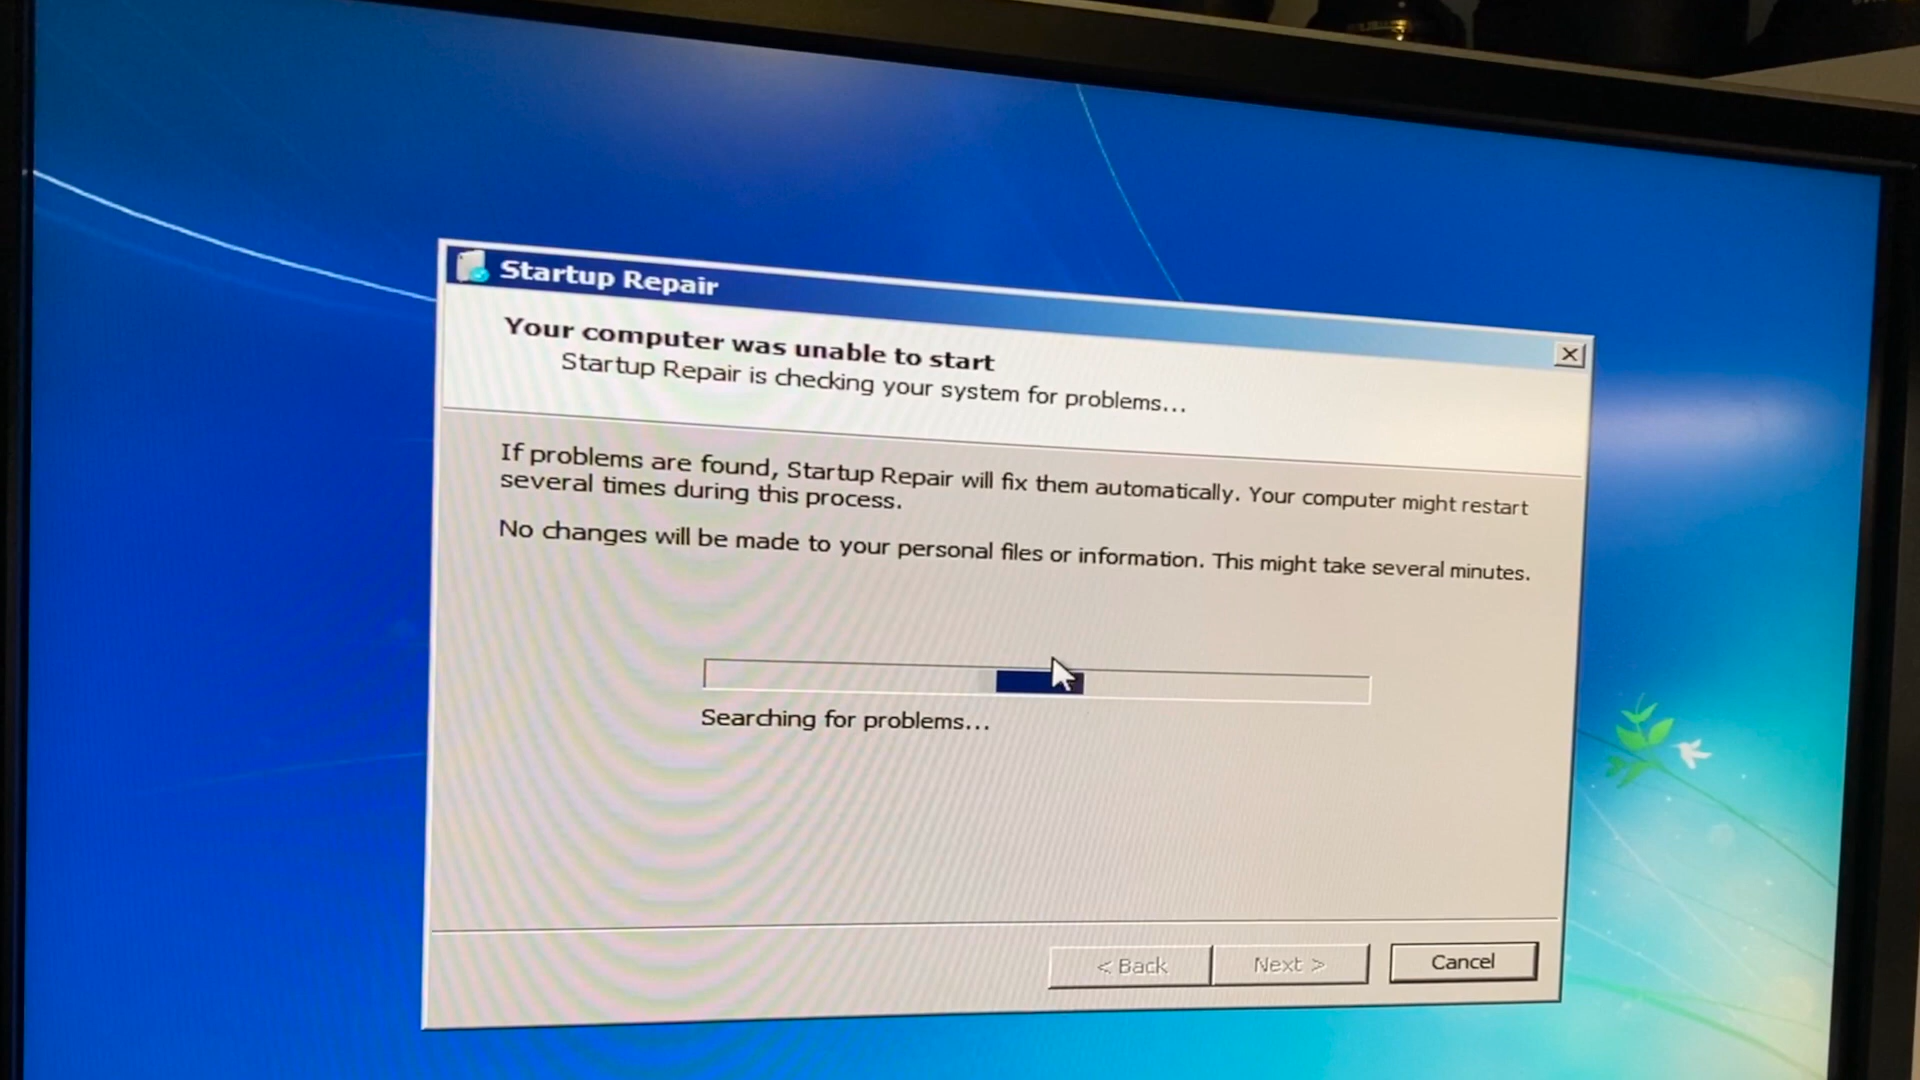 Startup Repair
Your computer was unable to start
Startup Repair is checking your system for problems...
If problems are found, Startup Repair will fix them automatically. Your computer might restart
several times during this process.
No changes will be made to your personal files or information. This might take several minutes.
Searching for problems...
< Back
Next >
Cancel